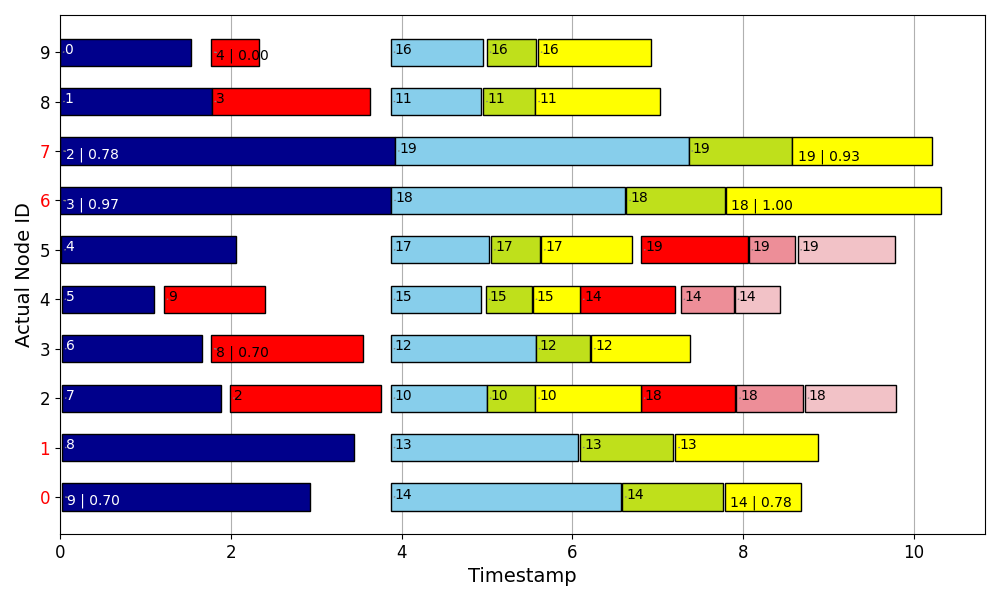 9 0 4 | 0.00 16 16 16
8 1 3 11 11 11
7 2 | 0.78 19 19 19 | 0.93
6 3 | 0.97 18 18 18 | 1.00
5 4 17 17 17 19 19 19
4 5 9 15 15 15 14 14 14
3 6 8 | 0.70 12 12 12
2 7 2 10 10 10 18 18 18
1 8 13 13 13
0 9 | 0.70 14 14 14 | 0.78
0 2 4 6 8 10
Timestamp
Actual Node ID